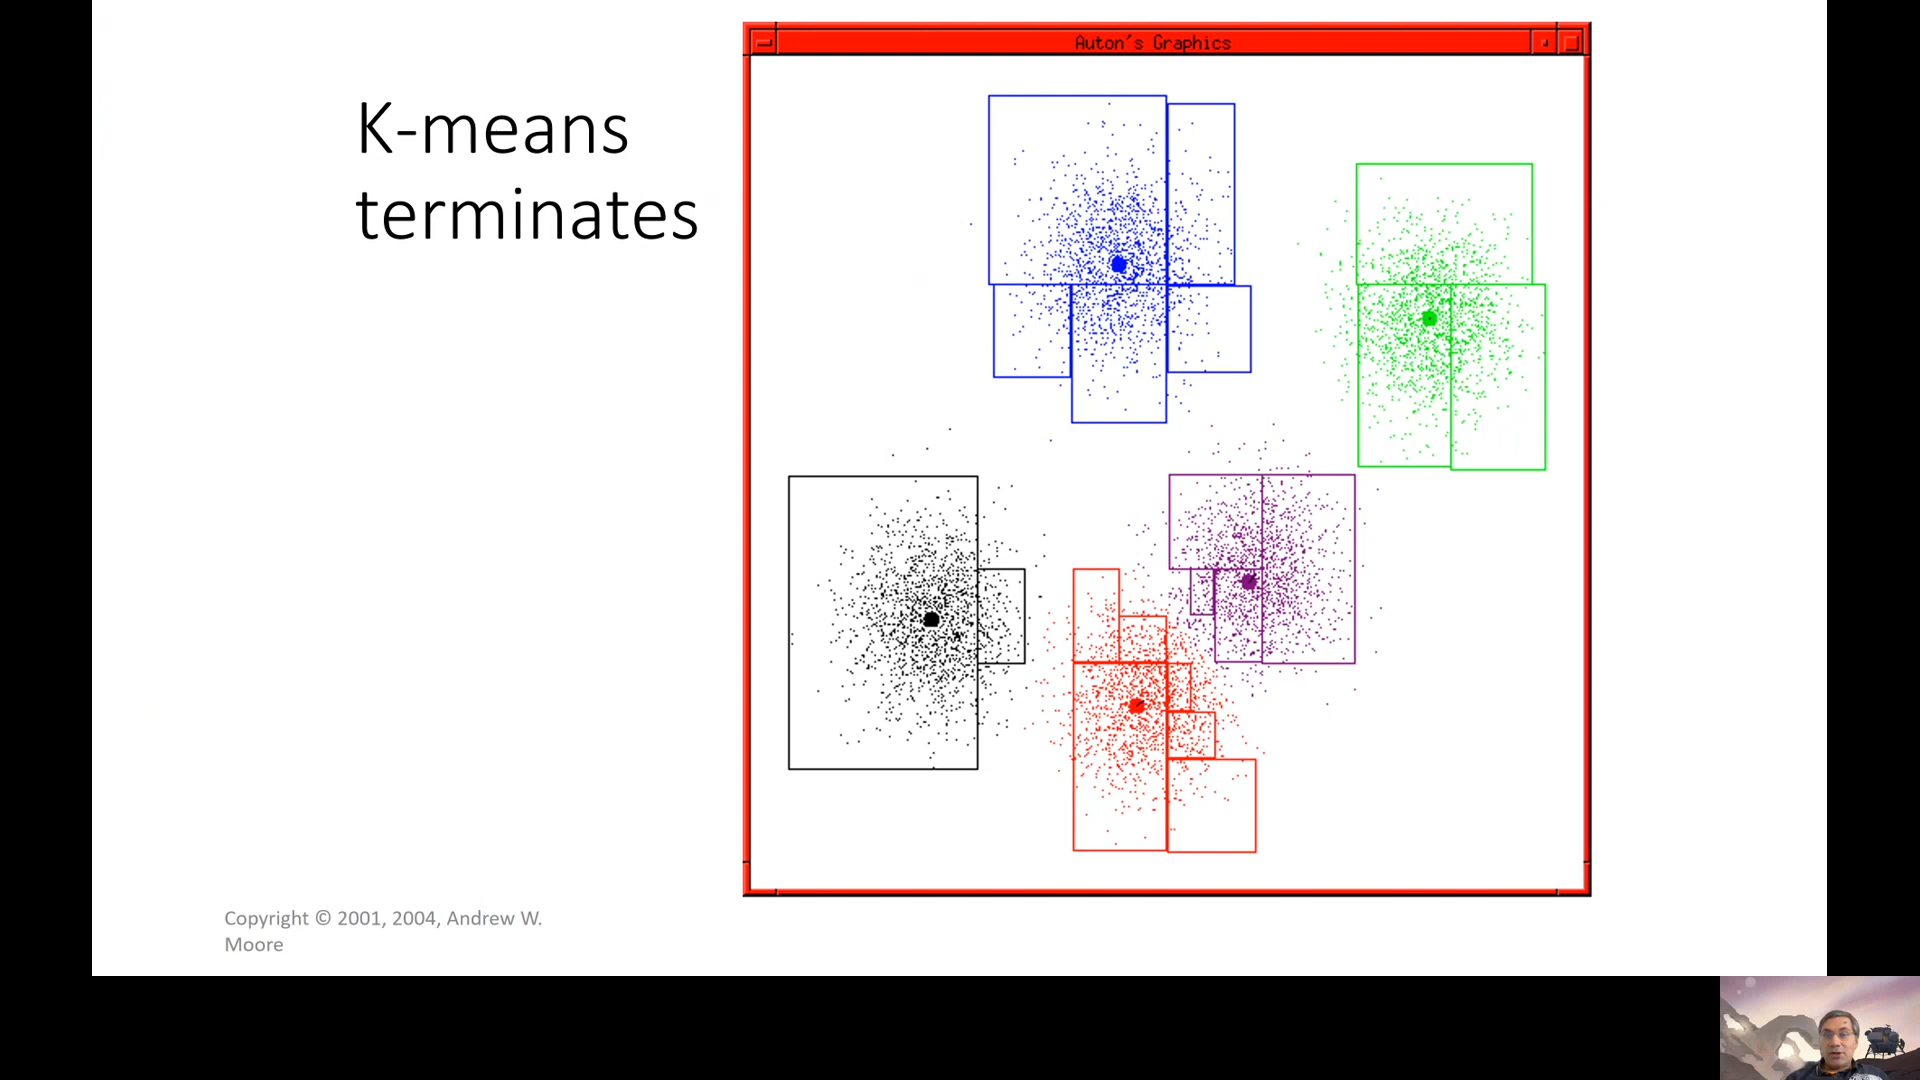 Auton's Graphics
K-means
terminates
Copyright © 2001, 2004, Andrew W.
Moore